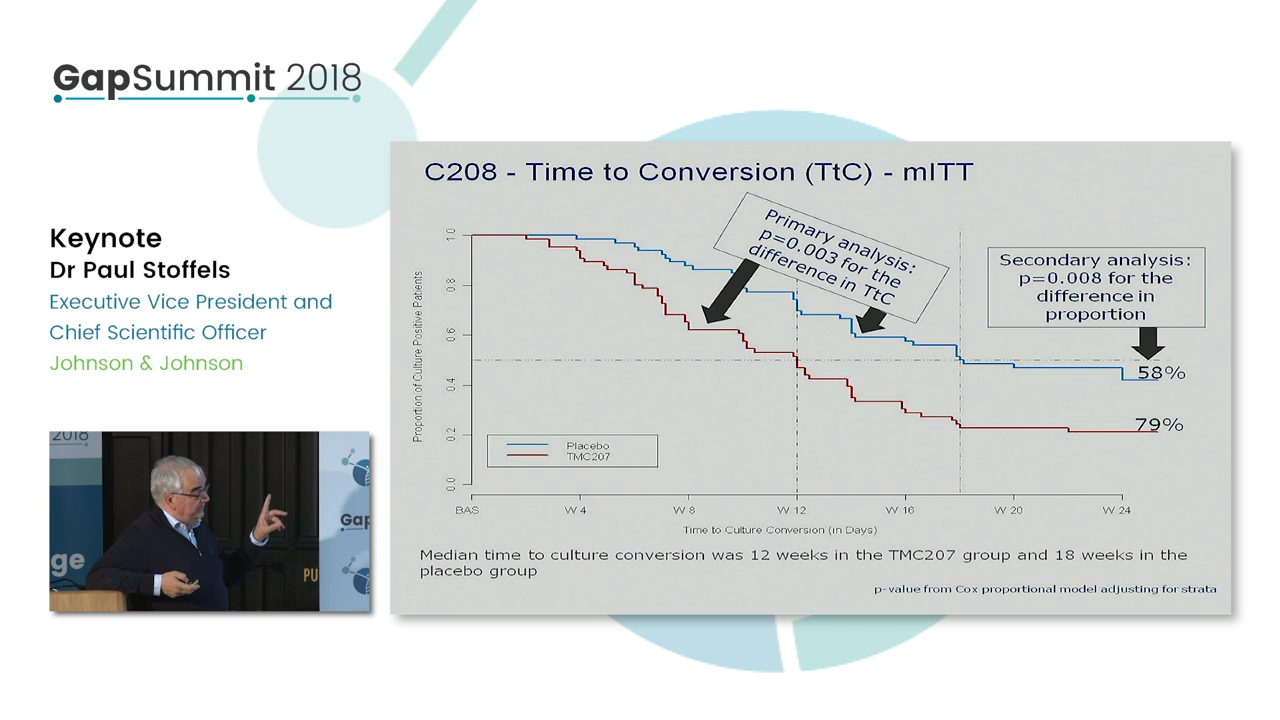 GapSummit 2018
Keynote
Dr Paul Stoffels
Executive Vice President and
Chief Scientific Officer
Johnson & Johnson
2018
ge
PU
Gap
C208 - Time to Conversion (TtC) - mITT
Primary analysis:
p=0.003 for the
difference in TtC
Secondary analysis:
p=0.008 for the
difference in
proportion
58%
79%
Proportion of Culture Positive Patients
1.0
0.8
0.6
0.4
0.2
0.0
Placebo
TMC207
BAS W 4 W 8 W 12 W 16 W 20 W 24
Time to Culture Conversion (in Days)
Median time to culture conversion was 12 weeks in the TMC207 group and 18 weeks in the
placebo group
p-value from Cox proportional model adjusting for strata